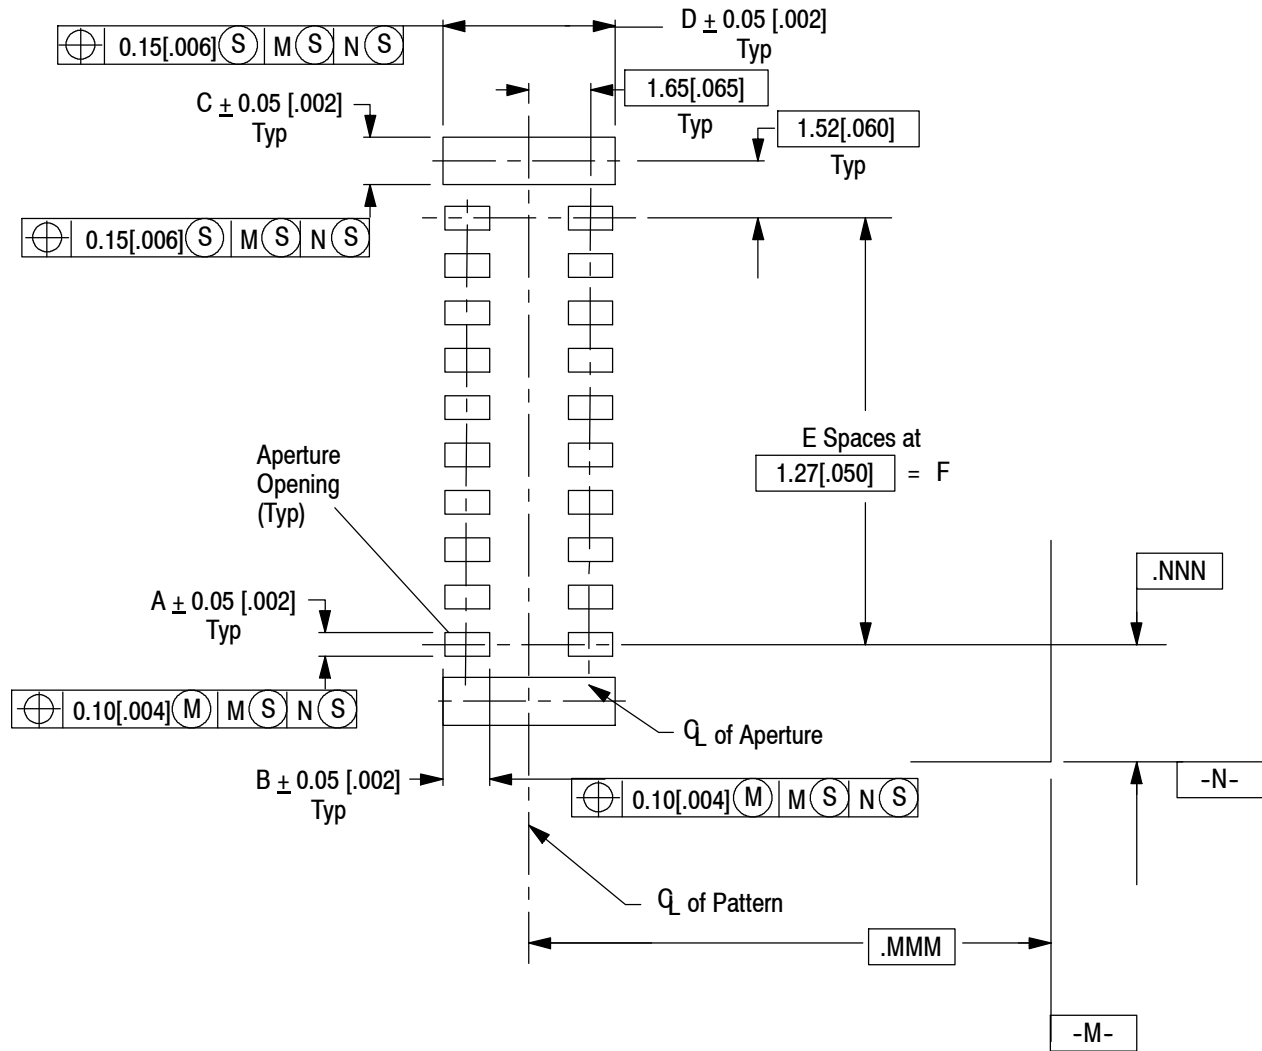 0.15[.006] S M S N S
D ± 0.05 [.002]
Typ
1.65[.065]
Typ
C ± 0.05 [.002]
Typ
1.52[.060]
Typ
0.15[.006] S M S N S
E Spaces at
1.27[.050] = F
Aperture
Opening
(Typ)
.NNN
A ± 0.05 [.002]
Typ
0.10[.004] M M S N S
CL of Aperture
B ± 0.05 [.002]
Typ
0.10[.004] M M S N S
-N-
CL of Pattern
.MMM
-M-